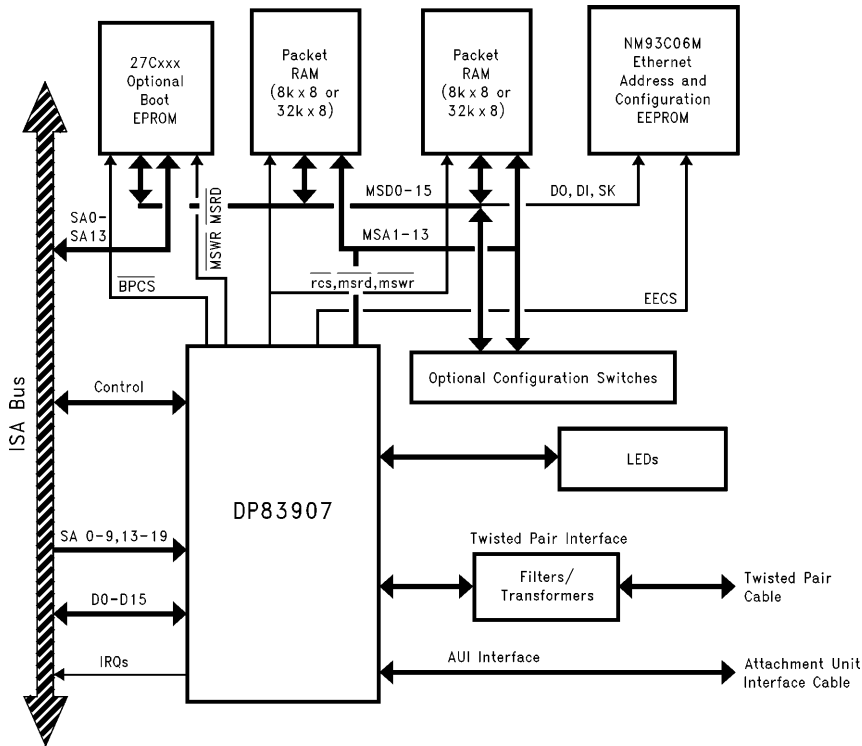 27Cxxx
Optional
Boot
EPROM
Packet
RAM
(8k x 8 or
32k x 8)
Packet
RAM
(8k x 8 or
32k x 8)
NM93C06M
Ethernet
Address and
Configuration
EEPROM
SA0-
SA13
MSWR MSRD
MSD0-15
DO, DI, SK
MSA1-13
BPCS
rcs,msrd,mswr
EECS
Optional Configuration Switches
ISA Bus
Control
LEDs
DP83907
SA 0-9,13-19
Twisted Pair Interface
Filters/
Transformers
Twisted Pair
Cable
D0-D15
IRQs
AUI Interface
Attachment Unit
Interface Cable